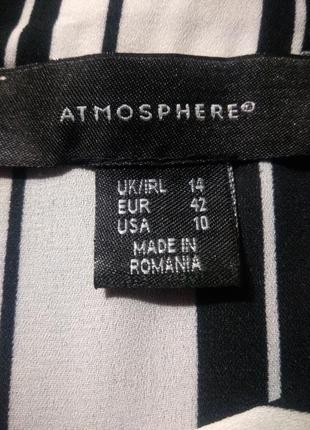 ATMOSPHERE®
UK/IRL 14
EUR 42
USA 10
MADE IN
ROMANIA